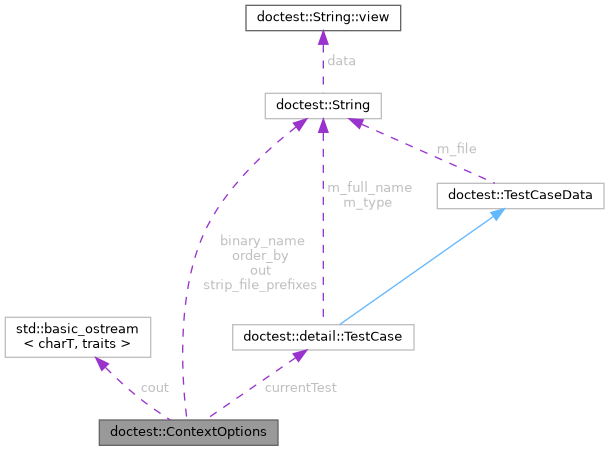 doctest::String::view
data
doctest::String
m_file
m_full_name
m_type
doctest::TestCaseData
binary_name
order_by
out
strip_file_prefixes
std::basic_ostream
< charT, traits >
doctest::detail::TestCase
cout
currentTest
doctest::ContextOptions